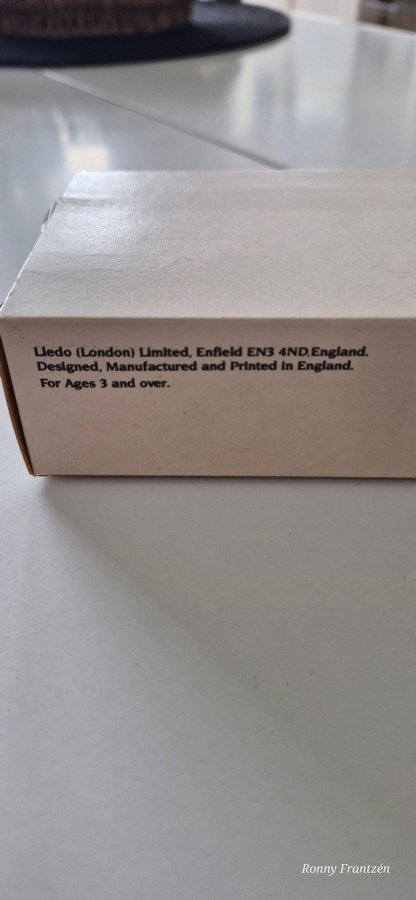 Lledo (London) Limited, Enfield EN3 4ND, England.
Designed, Manufactured and Printed in England.
For Ages 3 and over.
Ronny Frantzén